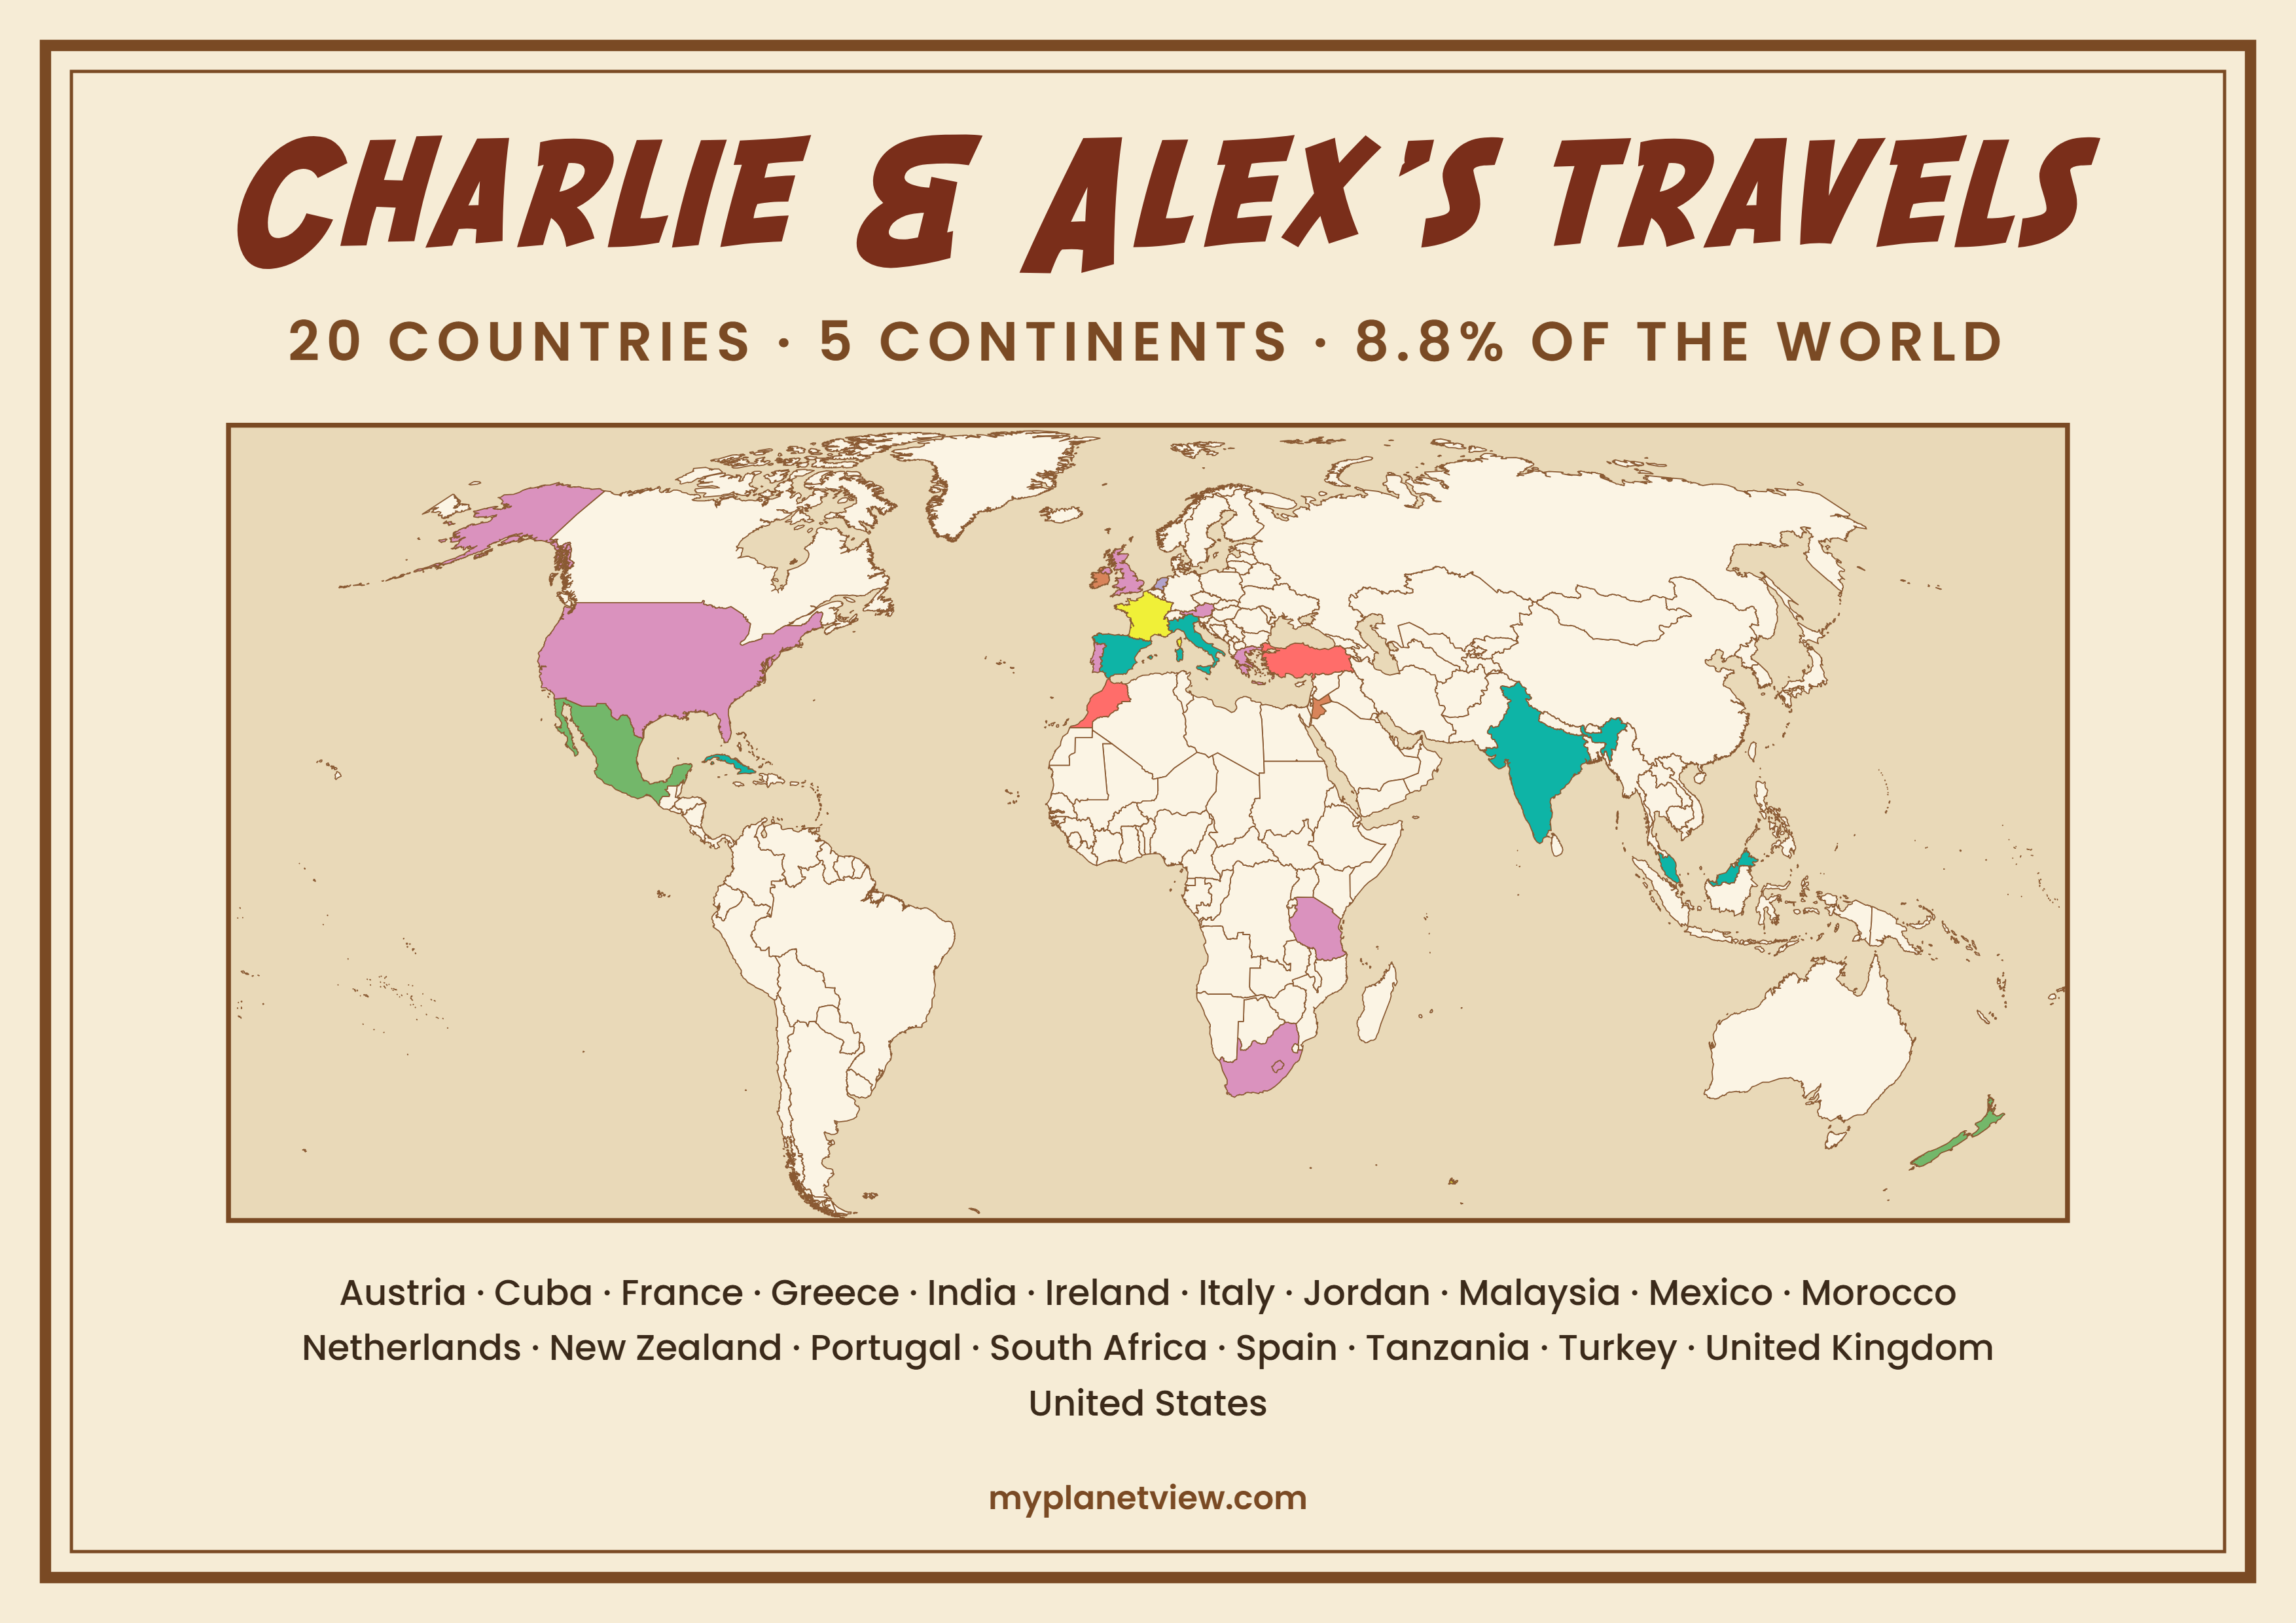 CHARLIE & ALEX'S TRAVELS
20 COUNTRIES · 5 CONTINENTS · 8.8% OF THE WORLD
Austria · Cuba · France · Greece · India · Ireland · Italy · Jordan · Malaysia · Mexico · Morocco
Netherlands · New Zealand · Portugal · South Africa · Spain · Tanzania · Turkey · United Kingdom
United States
myplanetview.com